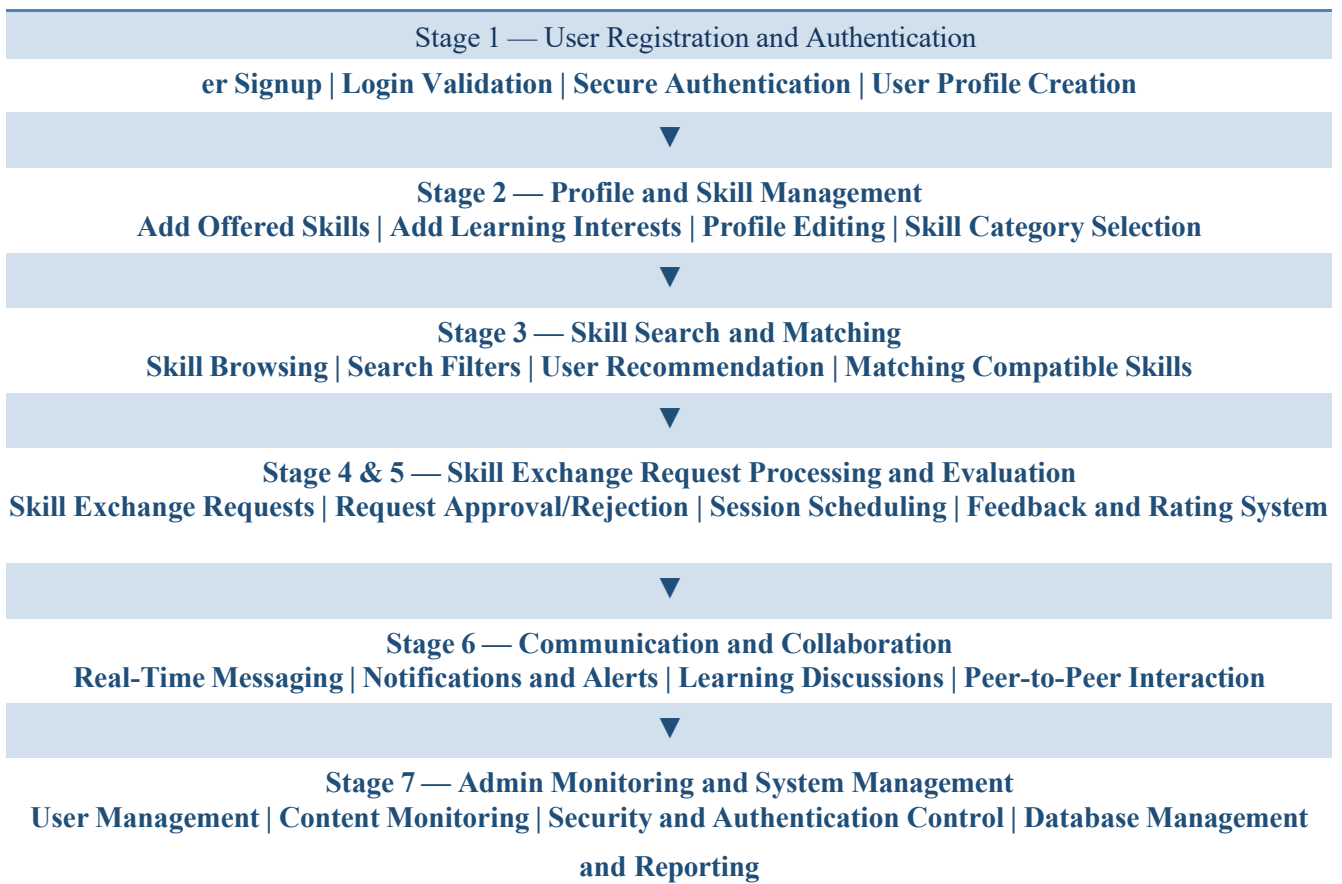 Stage 1 — User Registration and Authentication
er Signup | Login Validation | Secure Authentication | User Profile Creation
▼
Stage 2 — Profile and Skill Management
Add Offered Skills | Add Learning Interests | Profile Editing | Skill Category Selection
▼
Stage 3 — Skill Search and Matching
Skill Browsing | Search Filters | User Recommendation | Matching Compatible Skills
▼
Stage 4 & 5 — Skill Exchange Request Processing and Evaluation
Skill Exchange Requests | Request Approval/Rejection | Session Scheduling | Feedback and Rating System
▼
Stage 6 — Communication and Collaboration
Real-Time Messaging | Notifications and Alerts | Learning Discussions | Peer-to-Peer Interaction
▼
Stage 7 — Admin Monitoring and System Management
User Management | Content Monitoring | Security and Authentication Control | Database Management
and Reporting